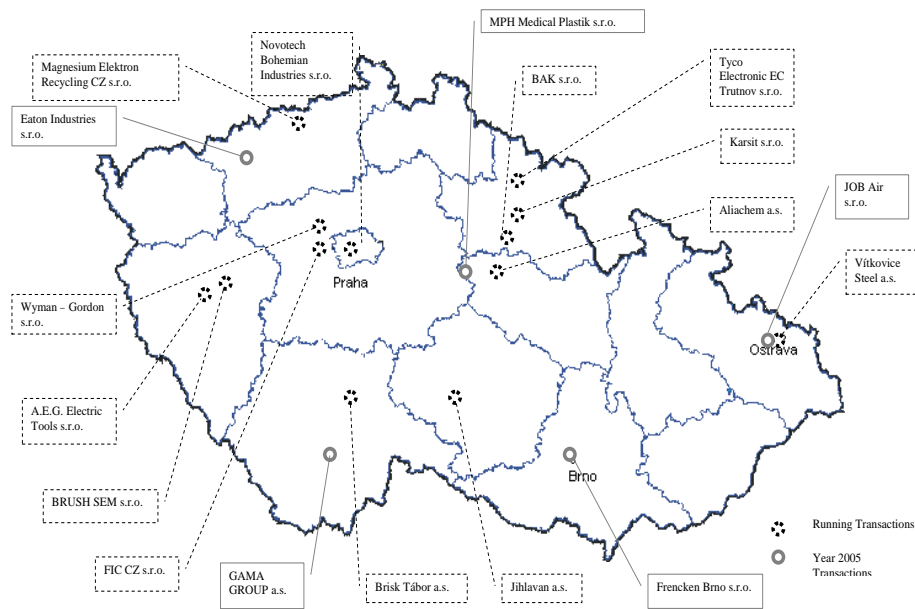 MPH Medical Plastik s.r.o.
Novotech
Bohemian
Industries s.r.o.
Magnesium Elektron
Recycling CZ s.r.o.
BAK s.r.o.
Tyco
Electronic EC
Trutnov s.r.o.
Eaton Industries
s.r.o.
Karsit s.r.o.
JOB Air
s.r.o.
Aliachem a.s.
Vítkovice
Steel a.s.
Praha
Wyman – Gordon
s.r.o.
Ostrava
A.E.G. Electric
Tools s.r.o.
Brno
BRUSH SEM s.r.o.
Running Transactions
FIC CZ s.r.o.
GAMA
GROUP a.s.
Brisk Tábor a.s.
Jihlavan a.s.
Frencken Brno s.r.o.
Year 2005
Transactions